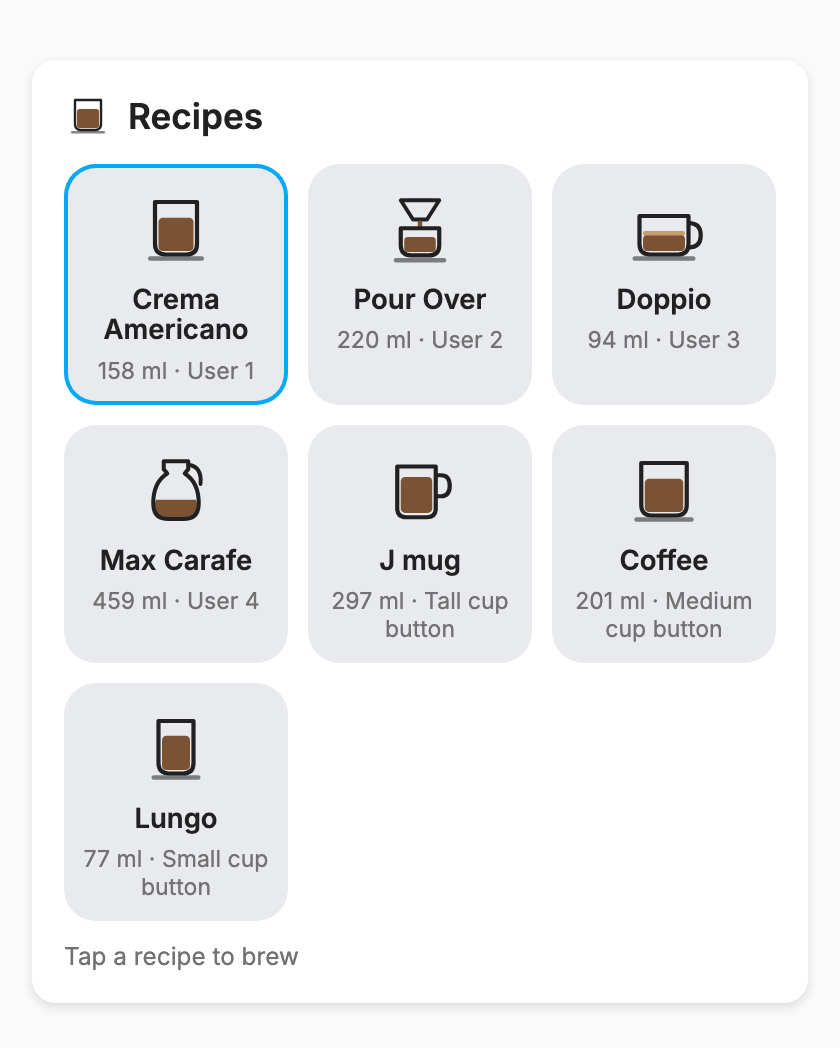 Recipes
Crema
Americano
158 ml · User 1
Pour Over
220 ml · User 2
Doppio
94 ml · User 3
Max Carafe
459 ml · User 4
J mug
297 ml · Tall cup
button
Coffee
201 ml · Medium
cup button
Lungo
77 ml · Small cup
button
Tap a recipe to brew